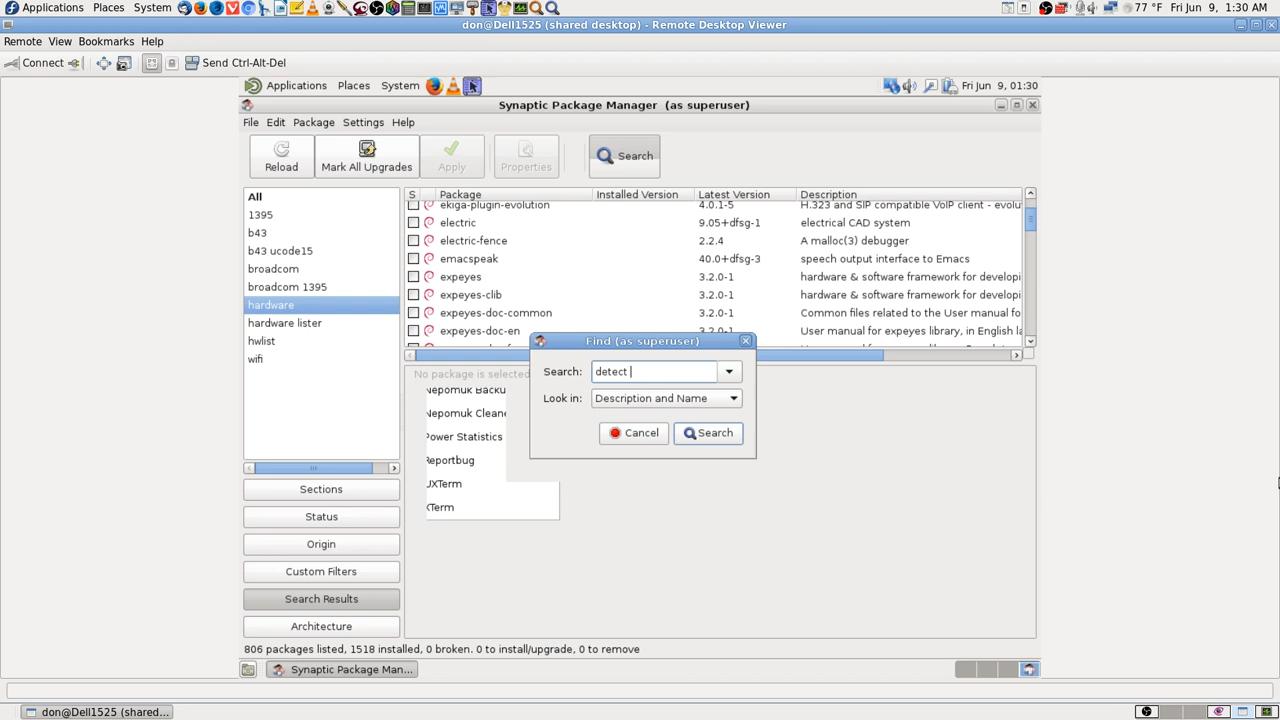 Applications Places System 77 °F Fri Jun 9, 1:30 AM
don@Dell1525 (shared desktop) - Remote Desktop Viewer
Remote View Bookmarks Help
Connect Send Ctrl-Alt-Del
Applications Places System Fri Jun 9, 01:30
Synaptic Package Manager (as superuser)
File Edit Package Settings Help
Reload Mark All Upgrades Apply Properties Search
All
1395
b43
b43 ucode15
broadcom
broadcom 1395
hardware
hardware lister
hwlist
wifi
S Package Installed Version Latest Version Description
ekiga-plugin-evolution 4.0.1-5 H.323 and SIP compatible VoIP client - evolu
electric 9.05+dfsg-1 electrical CAD system
electric-fence 2.2.4 A malloc(3) debugger
emacspeak 40.0+dfsg-3 speech output interface to Emacs
expeyes 3.2.0-1 hardware & software framework for developi
expeyes-clib 3.2.0-1 hardware & software framework for developi
expeyes-doc-common 3.2.0-1 Common files related to the User manual fo
expeyes-doc-en 3.2.0-1 User manual for expeyes library, in English la
No package is selected
Nepomuk Backu
Nepomuk Cleane
Power Statistics
Reportbug
UXTerm
XTerm
Find (as superuser)
Search: detect
Look in: Description and Name
Cancel Search
Sections
Status
Origin
Custom Filters
Search Results
Architecture
806 packages listed, 1518 installed, 0 broken. 0 to install/upgrade, 0 to remove
Synaptic Package Man...
don@Dell1525 (shared...